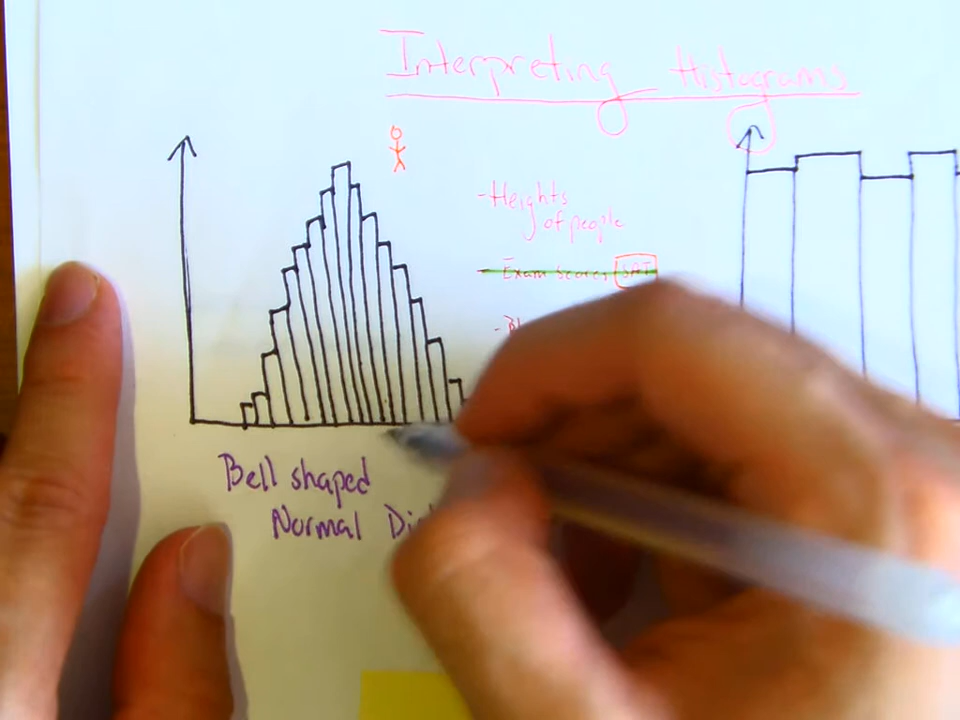 Interpreting Histograms
-Heights
of people
- Exam scores SAT
Bell shaped
Normal